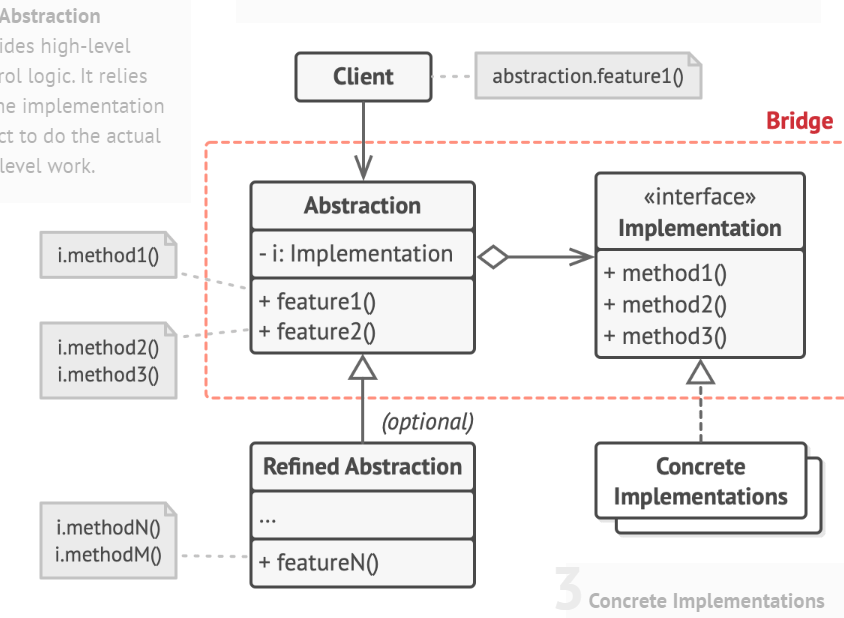 Abstraction
ides high-level
rol logic. It relies
he implementation
ct to do the actual
level work.
Client
abstraction.feature1()
Bridge
Abstraction
- i: Implementation
+ feature1()
+ feature2()
«interface»
Implementation
+ method1()
+ method2()
+ method3()
i.method1()
i.method2()
i.method3()
(optional)
Refined Abstraction
...
+ featureN()
Concrete
Implementations
i.methodN()
i.methodM()
3 Concrete Implementations